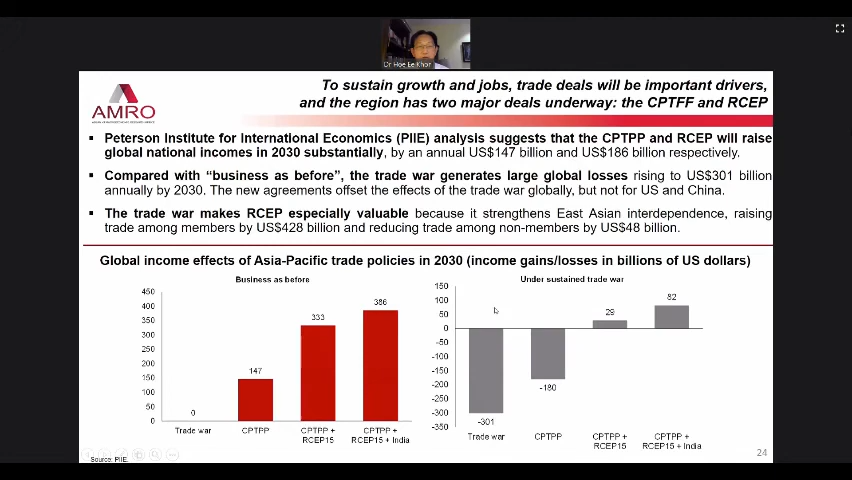 Dr Hoe Ee Khor
To sustain growth and jobs, trade deals will be important drivers,
and the region has two major deals underway: the CPTFF and RCEP
AMRO
▪ Peterson Institute for International Economics (PIIE) analysis suggests that the CPTPP and RCEP will raise
global national incomes in 2030 substantially, by an annual US$147 billion and US$186 billion respectively.
▪ Compared with “business as before”, the trade war generates large global losses rising to US$301 billion
annually by 2030. The new agreements offset the effects of the trade war globally, but not for US and China.
▪ The trade war makes RCEP especially valuable because it strengthens East Asian interdependence, raising
trade among members by US$428 billion and reducing trade among non-members by US$48 billion.
Global income effects of Asia-Pacific trade policies in 2030 (income gains/losses in billions of US dollars)
Business as before
450
400
350
300
250
200
150
100
50
0
0
147
333
386
Trade war
CPTPP
CPTPP +
RCEP15
CPTPP +
RCEP15 + India
Under sustained trade war
150
100
50
0
-50
-100
-150
-200
-250
-300
-350
-301
-180
29
82
Trade war
CPTPP
CPTPP +
RCEP15
CPTPP +
RCEP15 + India
Source: PIIE.
24